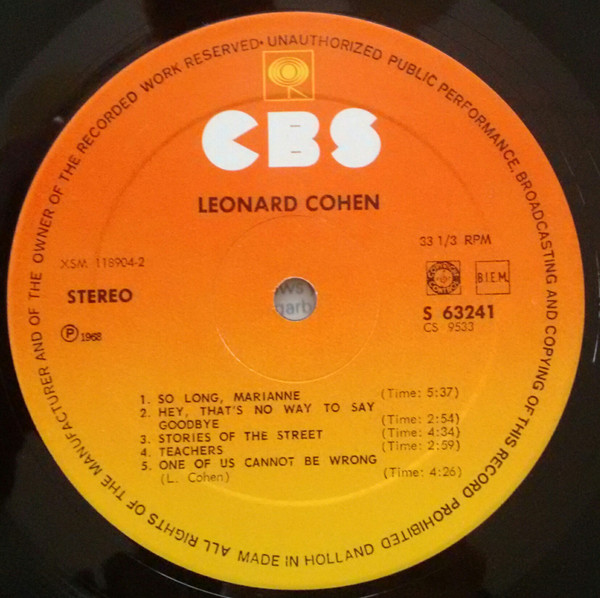 ALL RIGHTS OF THE MANUFACTURER AND OF THE OWNER OF THE RECORDED WORK RESERVED • UNAUTHORIZED PUBLIC PERFORMANCE, BROADCASTING AND COPYING OF THIS RECORD PROHIBITED
CBS
LEONARD COHEN
33 1/3 RPM
XSM 118904-2
B.I.E.M.
STEREO
S 63241
CS 9533
Ⓟ 1968
1. SO LONG, MARIANNE (Time: 5:37)
2. HEY, THAT'S NO WAY TO SAY
GOODBYE (Time: 2:54)
3. STORIES OF THE STREET (Time: 4:34)
4. TEACHERS (Time: 2:59)
5. ONE OF US CANNOT BE WRONG
(L. Cohen) (Time: 4:26)
MADE IN HOLLAND